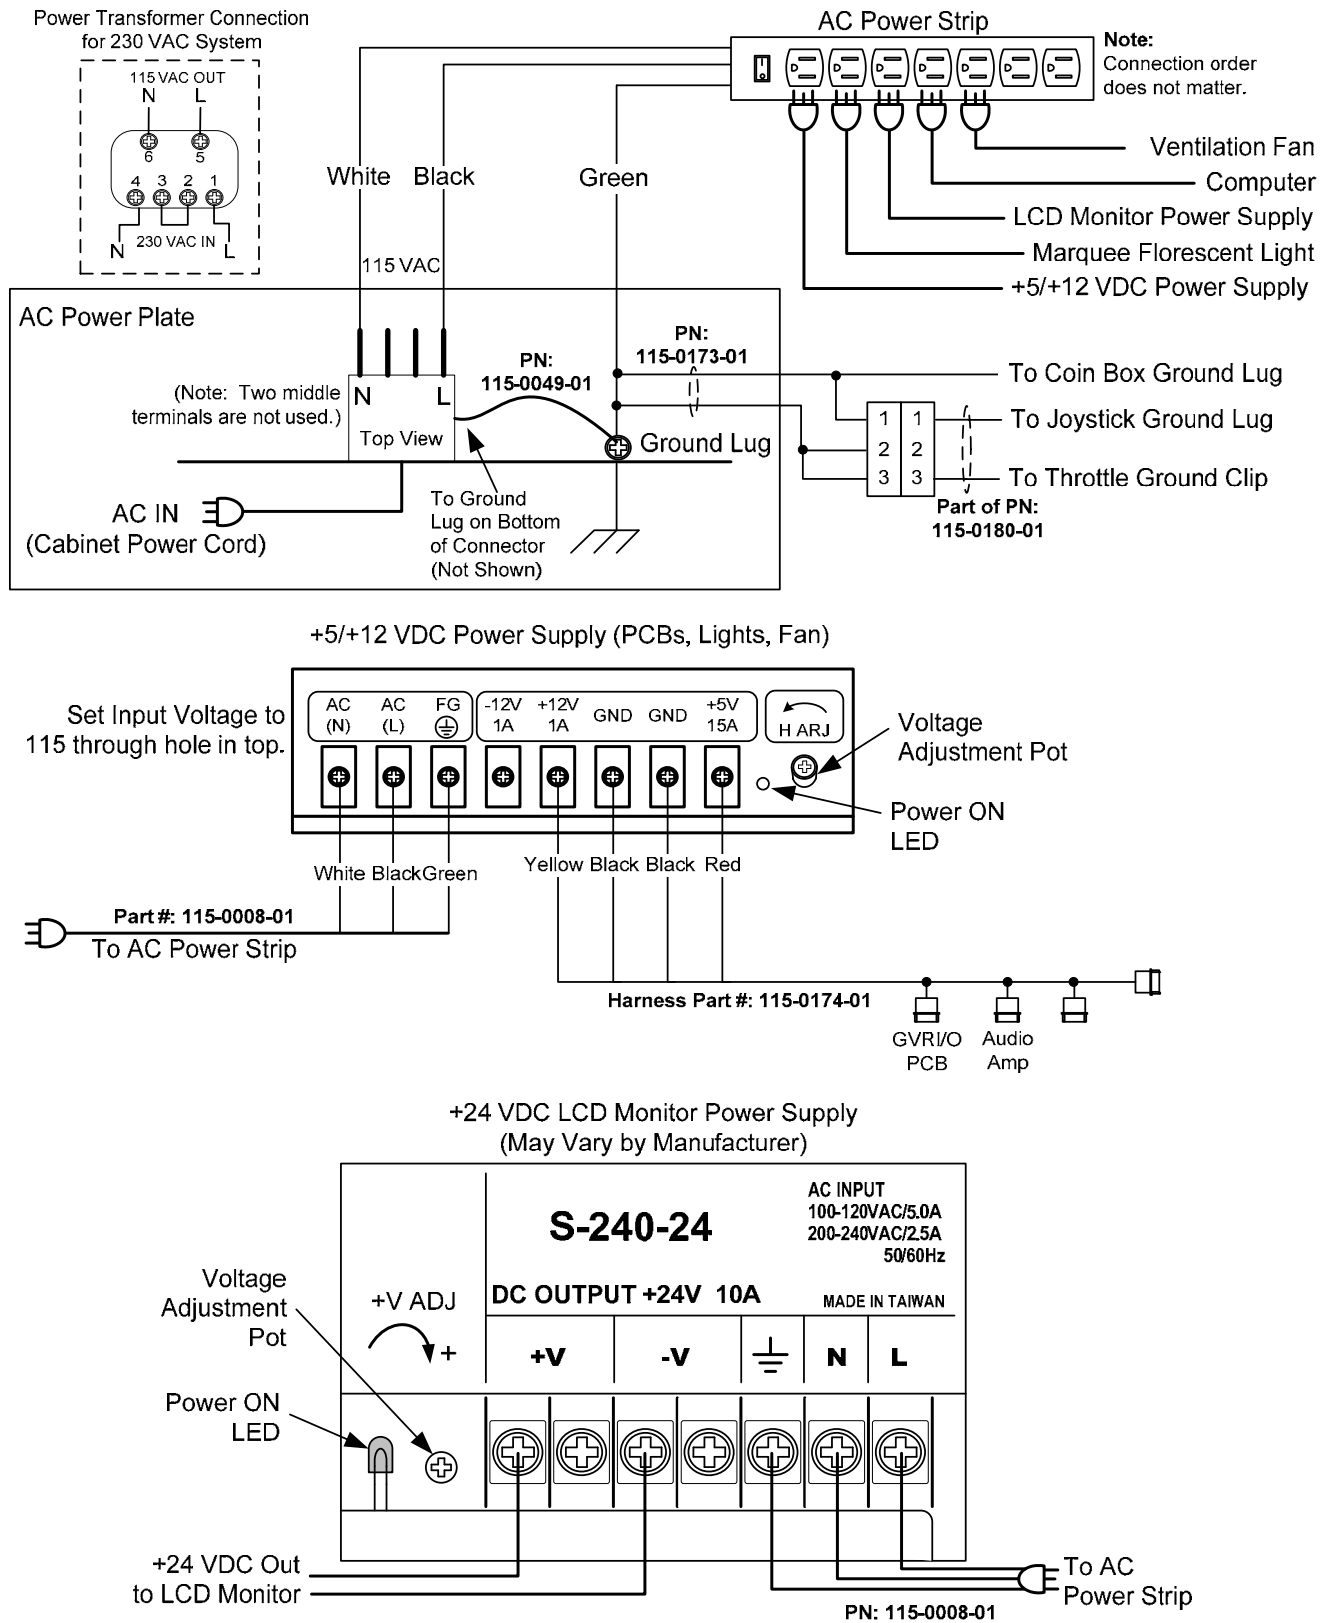 Power Transformer Connection
for 230 VAC System
115 VAC OUT
N L
6 5
4 3 2 1
N 230 VAC IN L
AC Power Strip
Note:
Connection order
does not matter.
Ventilation Fan
Computer
LCD Monitor Power Supply
Marquee Florescent Light
+5/+12 VDC Power Supply
White Black Green
115 VAC
AC Power Plate
(Note: Two middle
terminals are not used.)
N L
Top View
PN:
115-0049-01
PN:
115-0173-01
Ground Lug
To Coin Box Ground Lug
1 1 To Joystick Ground Lug
2 2
3 3 To Throttle Ground Clip
Part of PN:
115-0180-01
AC IN
(Cabinet Power Cord)
To Ground
Lug on Bottom
of Connector
(Not Shown)
+5/+12 VDC Power Supply (PCBs, Lights, Fan)
Set Input Voltage to
115 through hole in top.
AC AC FG -12V +12V GND GND +5V
(N) (L) 1A 1A 15A
H ARJ
Voltage
Adjustment Pot
Power ON
LED
White Black Green Yellow Black Black Red
Part #: 115-0008-01
To AC Power Strip
Harness Part #: 115-0174-01
GVRI/O
PCB
Audio
Amp
+24 VDC LCD Monitor Power Supply
(May Vary by Manufacturer)
S-240-24
AC INPUT
100-120VAC/5.0A
200-240VAC/2.5A
50/60Hz
DC OUTPUT +24V 10A
MADE IN TAIWAN
Voltage
Adjustment
Pot
+V ADJ
+
+V -V N L
Power ON
LED
+24 VDC Out
to LCD Monitor
To AC
Power Strip
PN: 115-0008-01